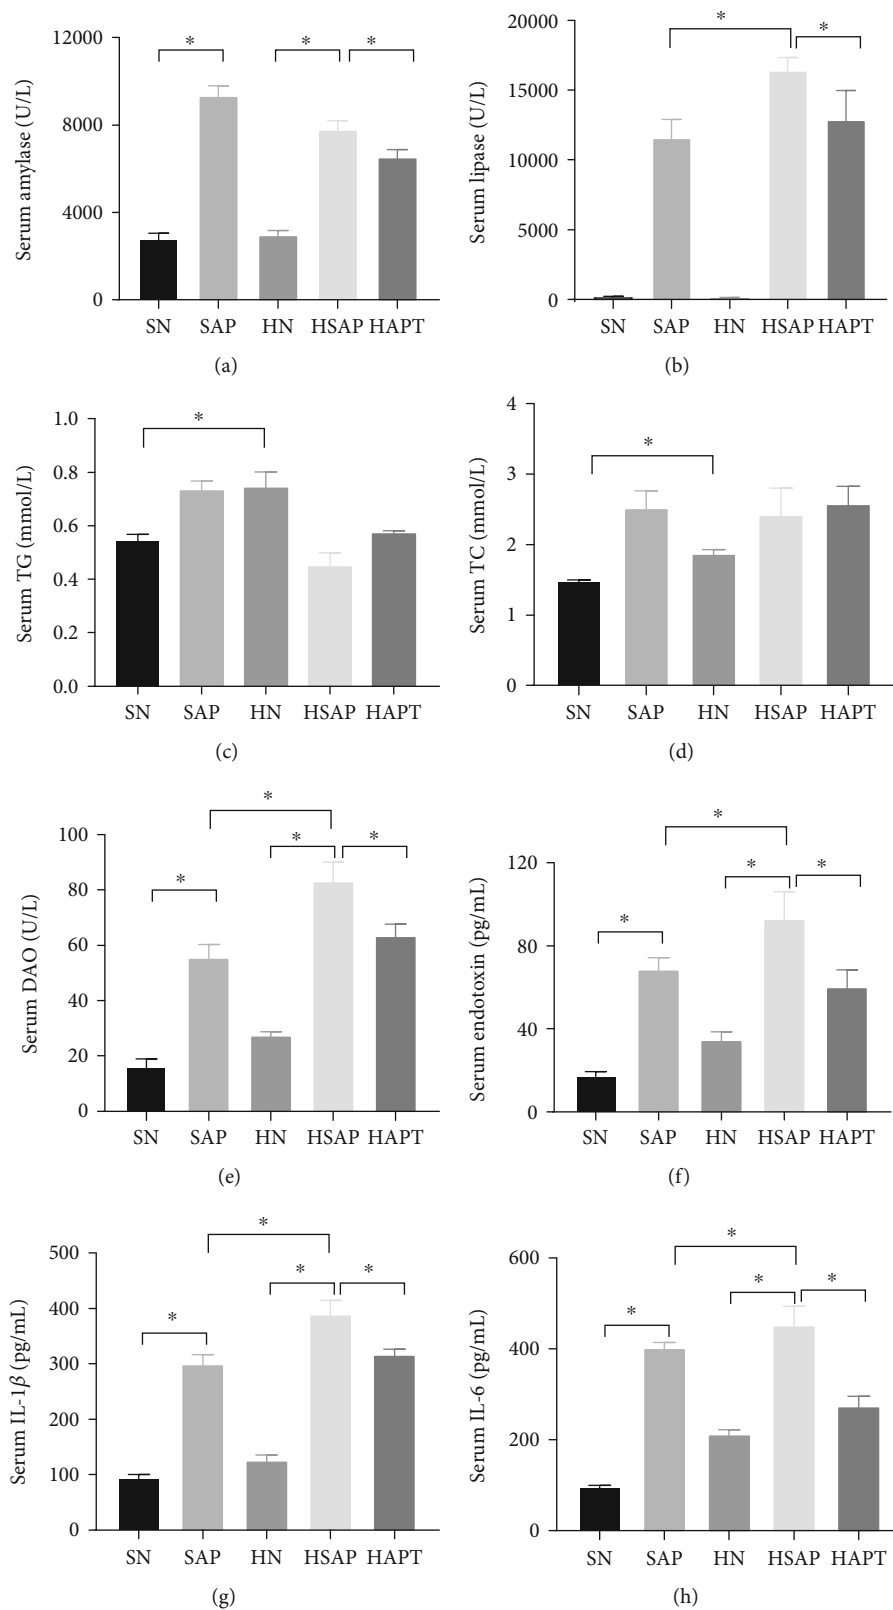 Serum amylase (U/L)
12000
8000
4000
0
* * *
SN SAP HN HSAP HAPT
(a)
Serum lipase (U/L)
20000
15000
10000
5000
0
* *
SN SAP HN HSAP HAPT
(b)
Serum TG (mmol/L)
1.0
0.8
0.6
0.4
0.2
0.0
*
SN SAP HN HSAP HAPT
(c)
Serum TC (mmol/L)
4
3
2
1
0
*
SN SAP HN HSAP HAPT
(d)
Serum DAO (U/L)
100
80
60
40
20
0
*
* *
*
SN SAP HN HSAP HAPT
(e)
Serum endotoxin (pg/mL)
120
80
40
0
*
* *
*
SN SAP HN HSAP HAPT
(f)
Serum IL-1β (pg/mL)
500
400
300
200
100
0
*
* *
*
SN SAP HN HSAP HAPT
(g)
Serum IL-6 (pg/mL)
600
400
200
0
*
* *
*
SN SAP HN HSAP HAPT
(h)